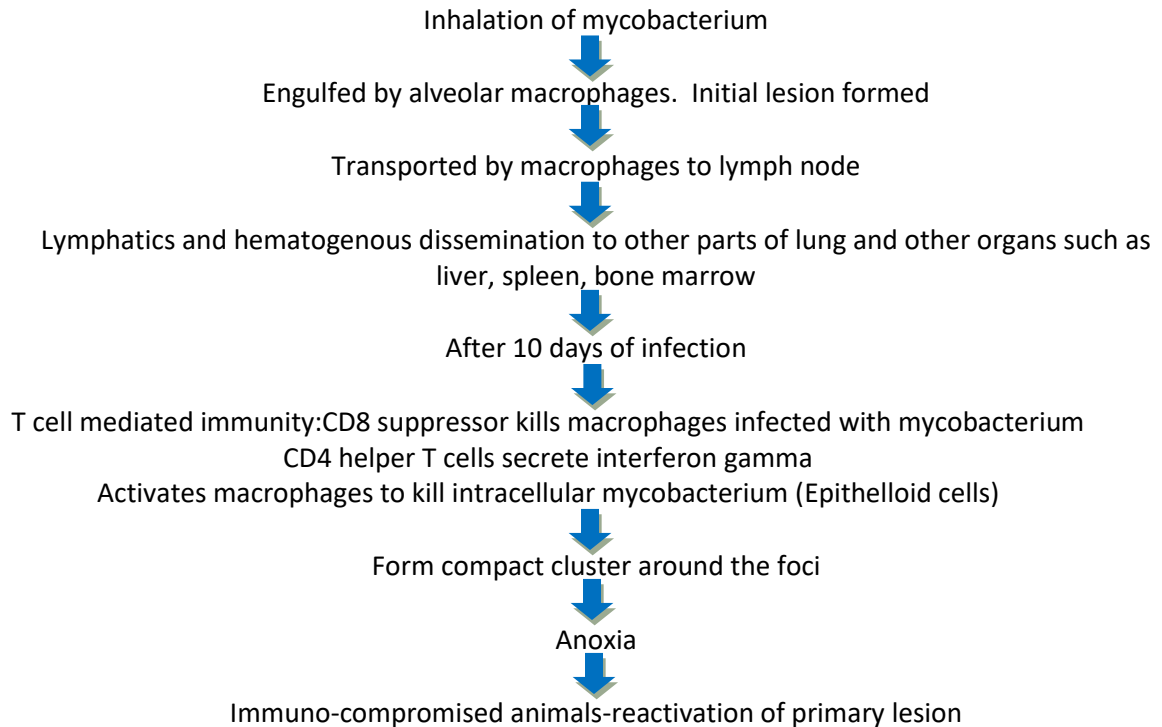 Inhalation of mycobacterium
Engulfed by alveolar macrophages.  Initial lesion formed
Transported by macrophages to lymph node
Lymphatics and hematogenous dissemination to other parts of lung and other organs such as
liver, spleen, bone marrow
After 10 days of infection
T cell mediated immunity:CD8 suppressor kills macrophages infected with mycobacterium
CD4 helper T cells secrete interferon gamma
Activates macrophages to kill intracellular mycobacterium (Epithelloid cells)
Form compact cluster around the foci
Anoxia
Immuno-compromised animals-reactivation of primary lesion